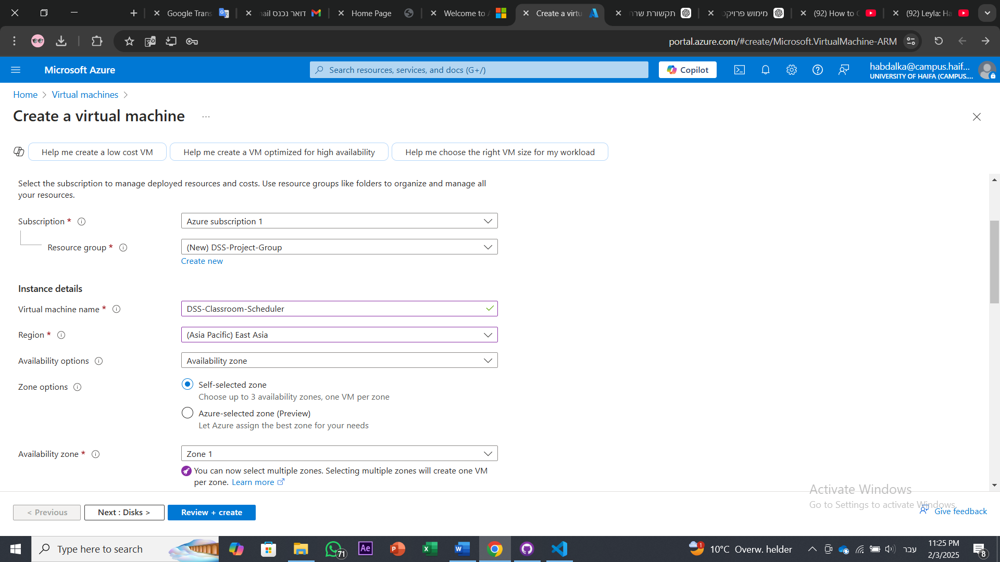 Google Trans
דואר נכנס
Home Page
Welcome to
Create a virtu
תקשורת שרת
מימוש פרויקט
(92) How to
(92) Leyla: Ha
portal.azure.com/#create/Microsoft.VirtualMachine-ARM
Microsoft Azure
Search resources, services, and docs (G+/)
Copilot
habdalka@campus.haif...
UNIVERSITY OF HAIFA (CAMPUS....
Home > Virtual machines >
Create a virtual machine ...
Help me create a low cost VM
Help me create a VM optimized for high availability
Help me choose the right VM size for my workload
Select the subscription to manage deployed resources and costs. Use resource groups like folders to organize and manage all
your resources.
Subscription *
Azure subscription 1
Resource group *
(New) DSS-Project-Group
Create new
Instance details
Virtual machine name *
DSS-Classroom-Scheduler
Region *
(Asia Pacific) East Asia
Availability options
Availability zone
Zone options
Self-selected zone
Choose up to 3 availability zones, one VM per zone
Azure-selected zone (Preview)
Let Azure assign the best zone for your needs
Availability zone *
Zone 1
You can now select multiple zones. Selecting multiple zones will create one VM
per zone. Learn more
Activate Windows
Go to Settings to activate Windows.
< Previous
Next : Disks >
Review + create
Give feedback
Type here to search
71
Ae
1
10°C Overw. helder
עבר
11:25 PM
2/3/2025
8